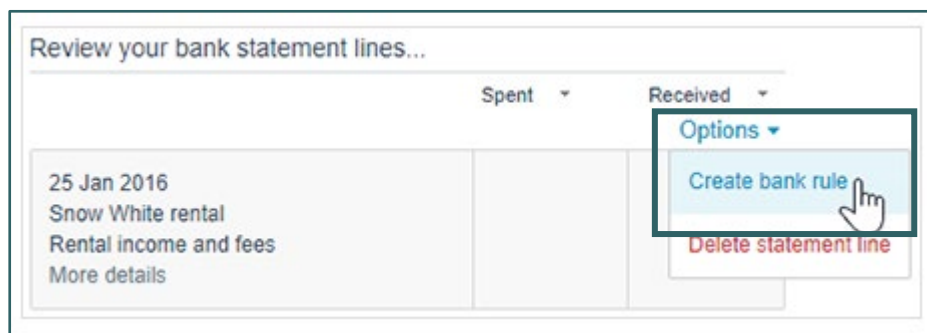 Review your bank statement lines...
Spent Received
Options
25 Jan 2016
Create bank rule
Snow White rental
Rental income and fees
Delete statement line
More details